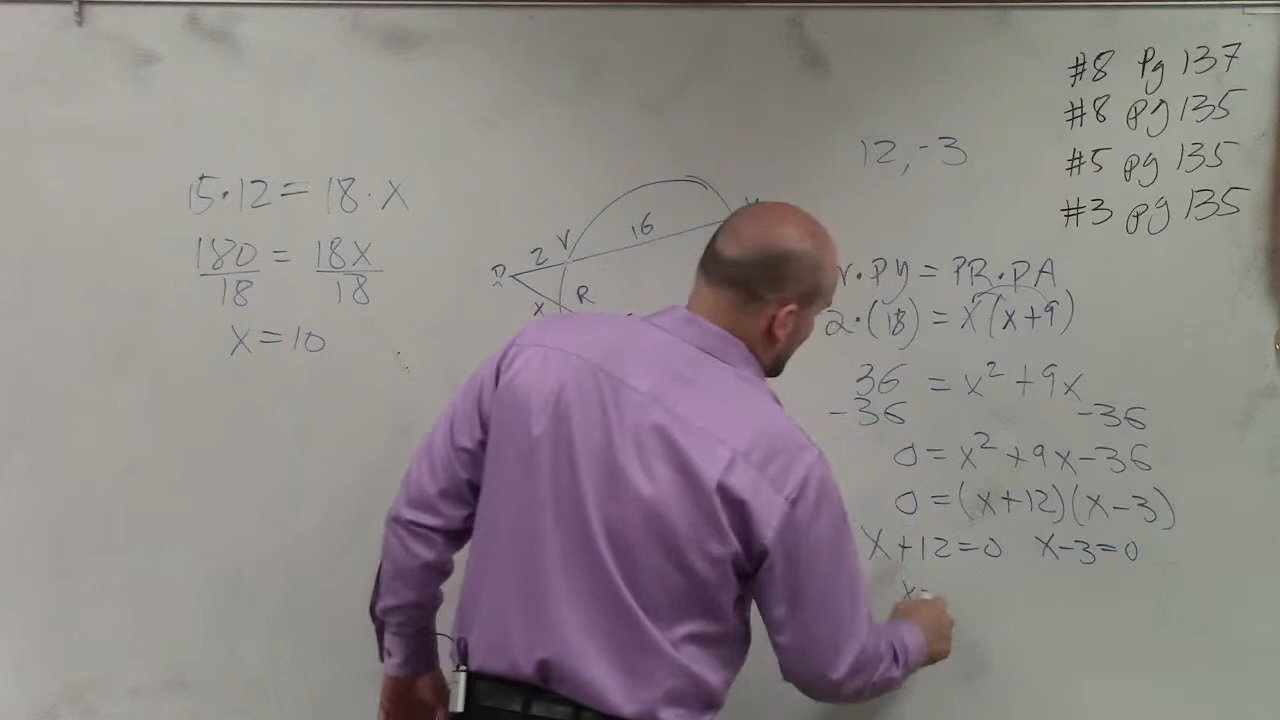 15·12 = 18·x
180/18 = 18x/18
x = 10
P 2 V 16
x R
12, -3
V·PY = PR·PA
2·(18) = x(x+9)
36 = x² + 9x
-36 -36
0 = x² + 9x - 36
0 = (x+12)(x-3)
x+12=0 x-3=0
x=
#8 Pg 137
#8 pg 135
#5 pg 135
#3 pg 135